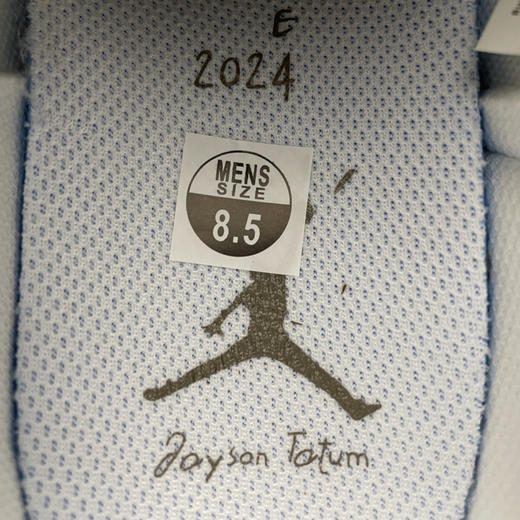 E
2024
MENS
SIZE
8.5
Jayson Tatum